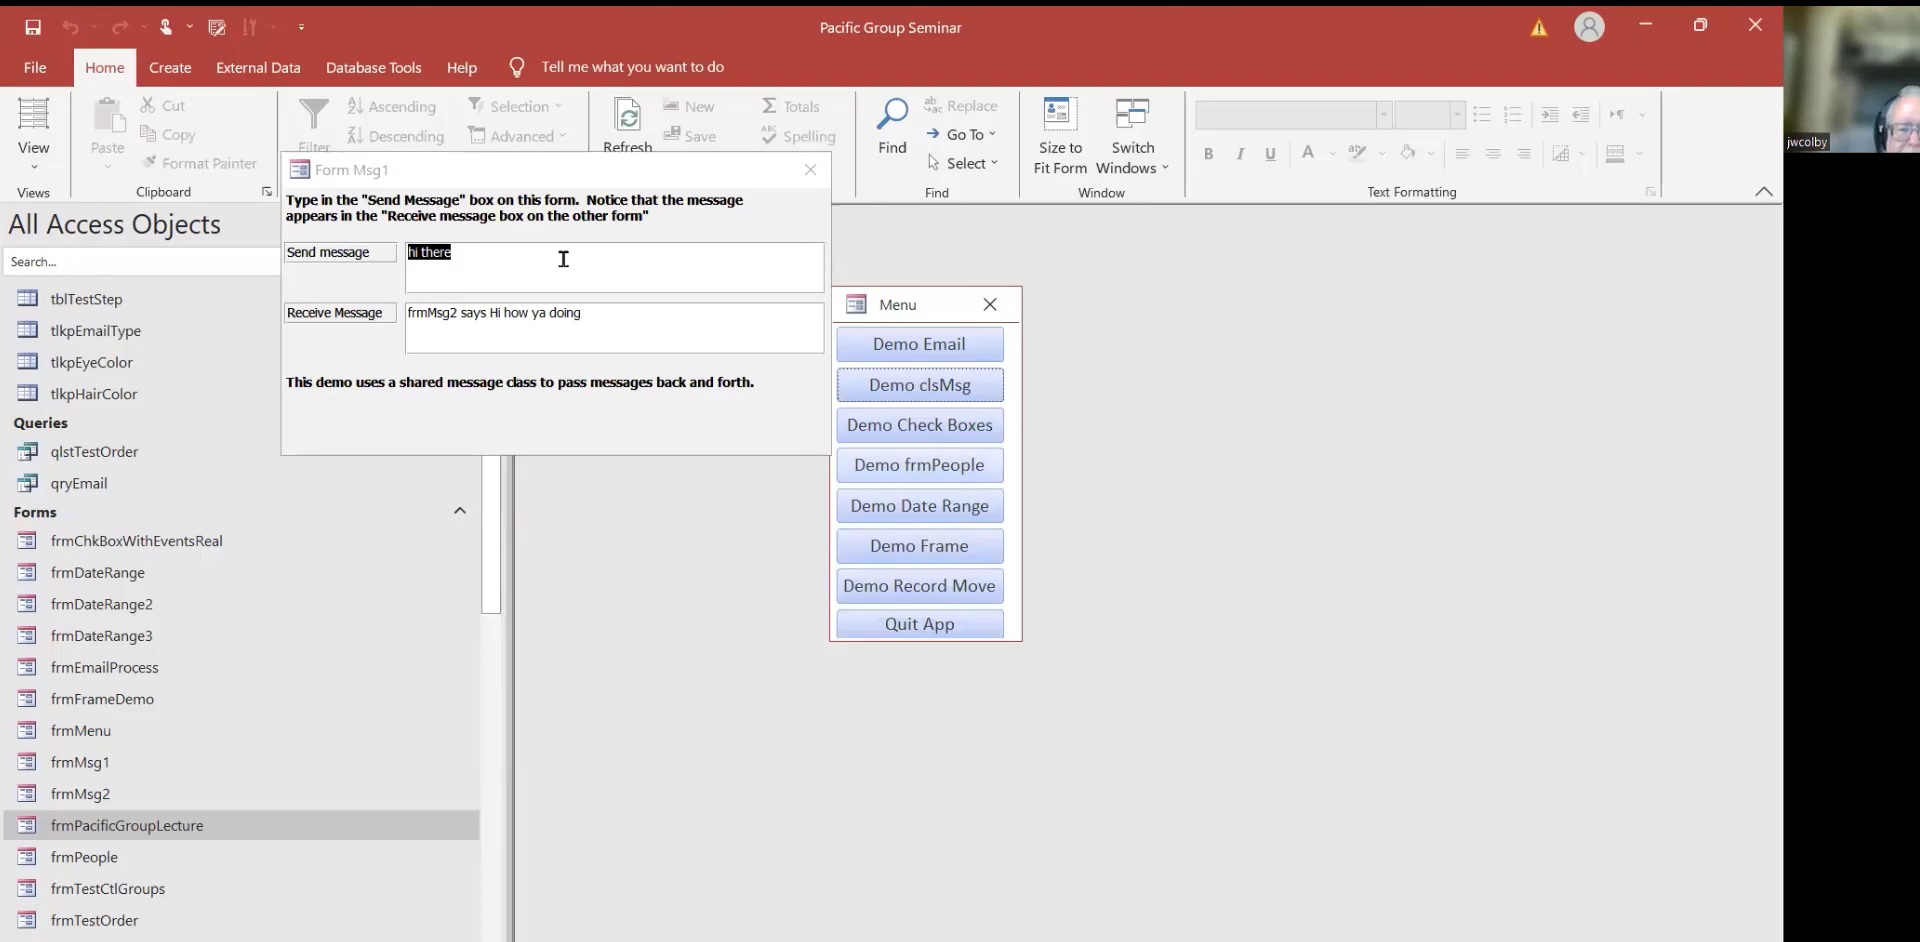 Pacific Group Seminar
File Home Create External Data Database Tools Help Tell me what you want to do
View
Views
Paste
Cut
Copy
Format Painter
Clipboard
Filter
Ascending
Descending
Selection
Advanced
Refresh
New
Save
Totals
Spelling
Find
Replace
Go To
Select
Find
Size to
Fit Form
Switch
Windows
Window
B I U A
Text Formatting
jwcolby
All Access Objects
Search...
tblTestStep
tlkpEmailType
tlkpEyeColor
tlkpHairColor
Queries
qlstTestOrder
qryEmail
Forms
frmChkBoxWithEventsReal
frmDateRange
frmDateRange2
frmDateRange3
frmEmailProcess
frmFrameDemo
frmMenu
frmMsg1
frmMsg2
frmPacificGroupLecture
frmPeople
frmTestCtlGroups
frmTestOrder
Form Msg1
Type in the "Send Message" box on this form. Notice that the message
appears in the "Receive message box on the other form"
Send message hi there
Receive Message frmMsg2 says Hi how ya doing
This demo uses a shared message class to pass messages back and forth.
Menu
Demo Email
Demo clsMsg
Demo Check Boxes
Demo frmPeople
Demo Date Range
Demo Frame
Demo Record Move
Quit App